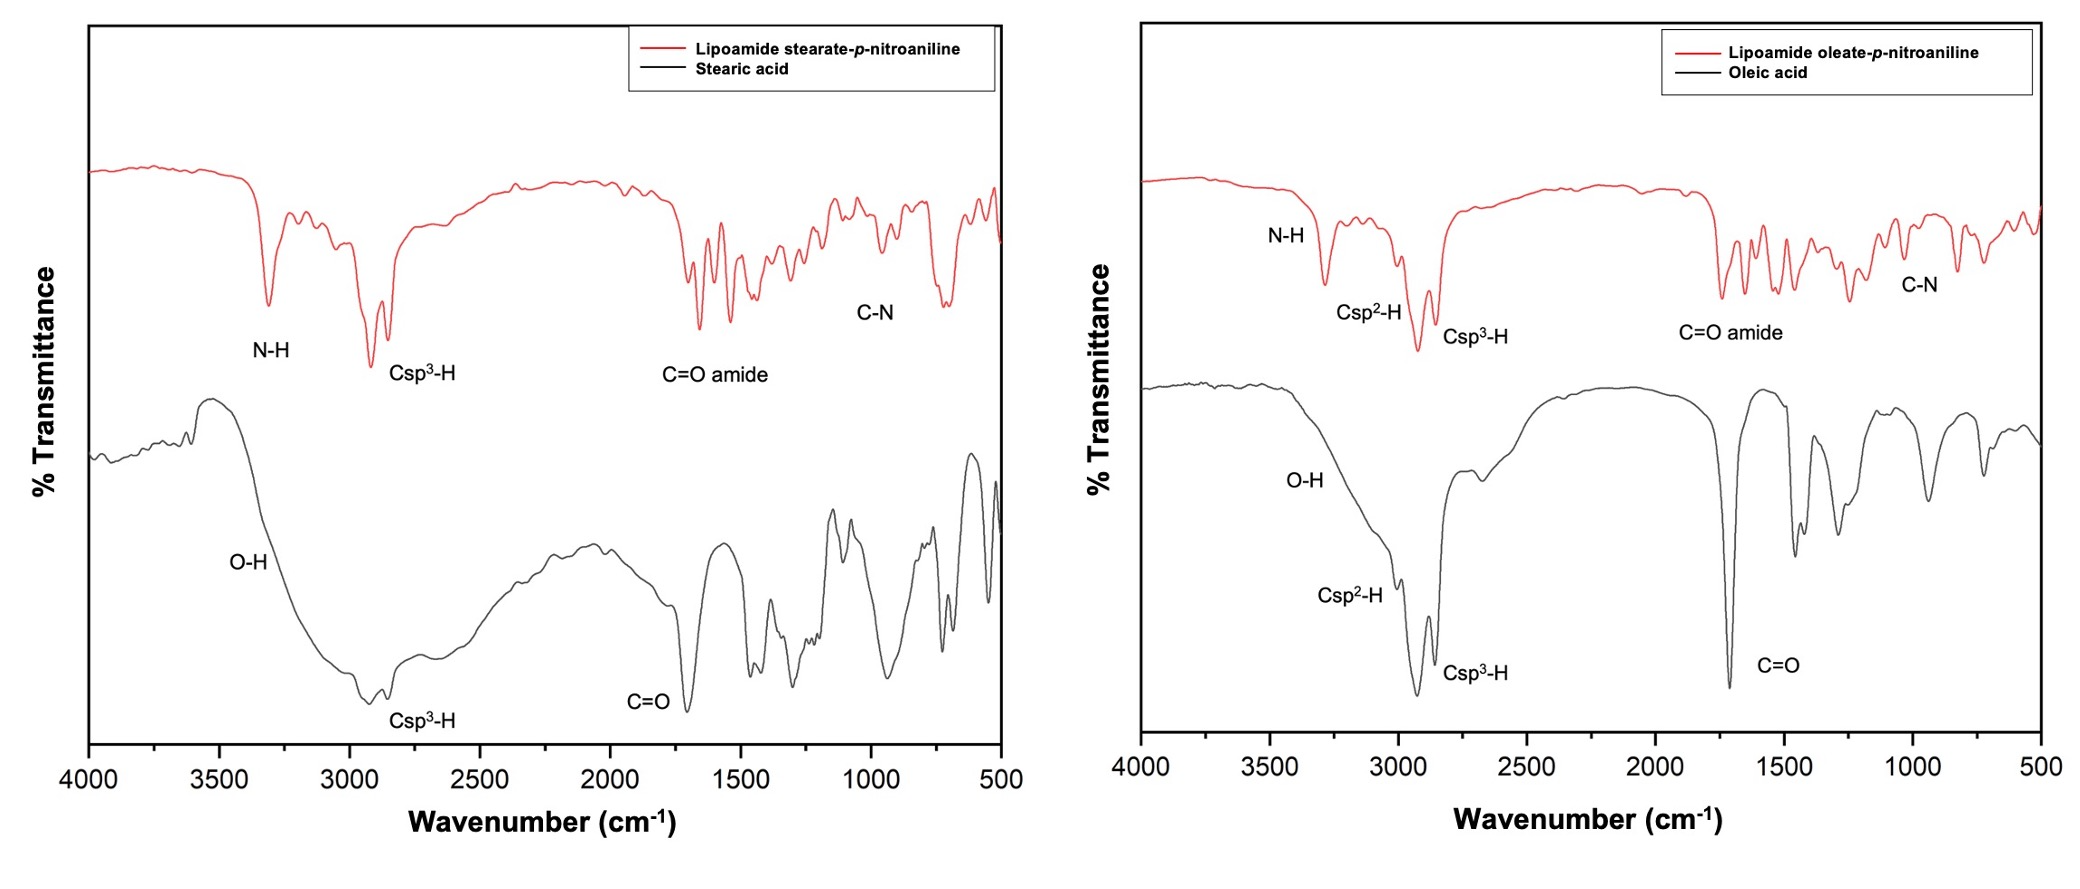 Lipoamide stearate-p-nitroaniline
Stearic acid
% Transmittance
N-H
Csp³-H
C=O amide
C-N
O-H
Csp³-H
C=O
4000 3500 3000 2500 2000 1500 1000 500
Wavenumber (cm⁻¹)
Lipoamide oleate-p-nitroaniline
Oleic acid
% Transmittance
N-H
Csp²-H
Csp³-H
C=O amide
C-N
O-H
Csp²-H
Csp³-H
C=O
4000 3500 3000 2500 2000 1500 1000 500
Wavenumber (cm⁻¹)